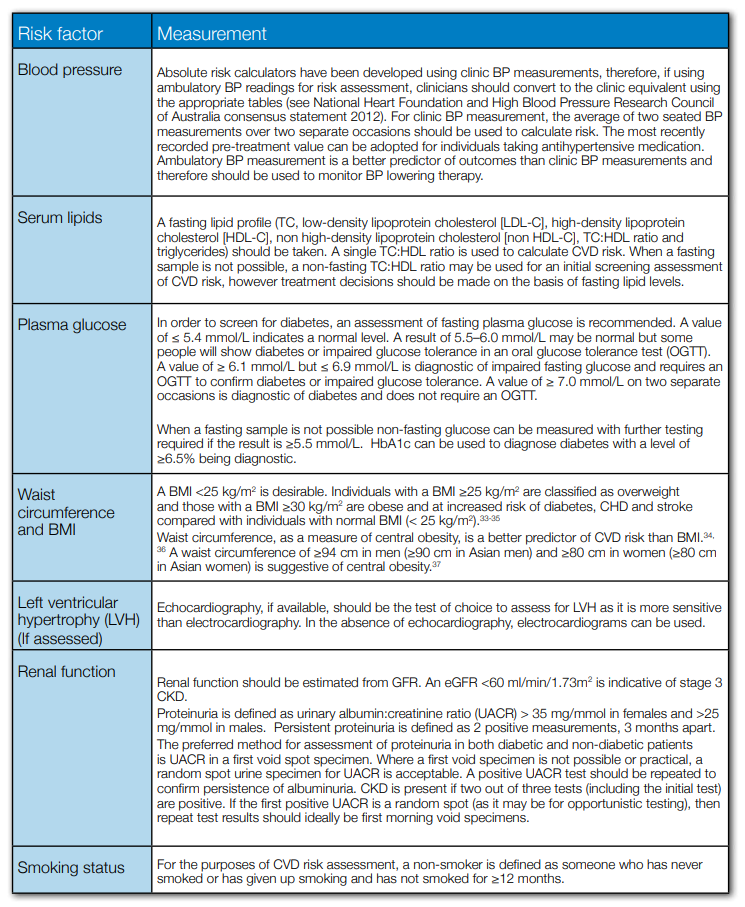 Risk factor
Measurement
Blood pressure
Absolute risk calculators have been developed using clinic BP measurements, therefore, if using
ambulatory BP readings for risk assessment, clinicians should convert to the clinic equivalent using
the appropriate tables (see National Heart Foundation and High Blood Pressure Research Council
of Australia consensus statement 2012). For clinic BP measurement, the average of two seated BP
measurements over two separate occasions should be used to calculate risk. The most recently
recorded pre-treatment value can be adopted for individuals taking antihypertensive medication.
Ambulatory BP measurement is a better predictor of outcomes than clinic BP measurements and
therefore should be used to monitor BP lowering therapy.
Serum lipids
A fasting lipid profile (TC, low-density lipoprotein cholesterol [LDL-C], high-density lipoprotein
cholesterol [HDL-C], non high-density lipoprotein cholesterol [non HDL-C], TC:HDL ratio and
triglycerides) should be taken. A single TC:HDL ratio is used to calculate CVD risk. When a fasting
sample is not possible, a non-fasting TC:HDL ratio may be used for an initial screening assessment
of CVD risk, however treatment decisions should be made on the basis of fasting lipid levels.
Plasma glucose
In order to screen for diabetes, an assessment of fasting plasma glucose is recommended. A value
of ≤ 5.4 mmol/L indicates a normal level. A result of 5.5–6.0 mmol/L may be normal but some
people will show diabetes or impaired glucose tolerance in an oral glucose tolerance test (OGTT).
A value of ≥ 6.1 mmol/L but ≤ 6.9 mmol/L is diagnostic of impaired fasting glucose and requires an
OGTT to confirm diabetes or impaired glucose tolerance. A value of ≥ 7.0 mmol/L on two separate
occasions is diagnostic of diabetes and does not require an OGTT.
When a fasting sample is not possible non-fasting glucose can be measured with further testing
required if the result is ≥5.5 mmol/L. HbA1c can be used to diagnose diabetes with a level of
≥6.5% being diagnostic.
Waist
circumference
and BMI
A BMI <25 kg/m² is desirable. Individuals with a BMI ≥25 kg/m² are classified as overweight
and those with a BMI ≥30 kg/m² are obese and at increased risk of diabetes, CHD and stroke
compared with individuals with normal BMI (< 25 kg/m²).33-35
Waist circumference, as a measure of central obesity, is a better predictor of CVD risk than BMI.34,
36 A waist circumference of ≥94 cm in men (≥90 cm in Asian men) and ≥80 cm in women (≥80 cm
in Asian women) is suggestive of central obesity.37
Left ventricular
hypertrophy (LVH)
(If assessed)
Echocardiography, if available, should be the test of choice to assess for LVH as it is more sensitive
than electrocardiography. In the absence of echocardiography, electrocardiograms can be used.
Renal function
Renal function should be estimated from GFR. An eGFR <60 ml/min/1.73m² is indicative of stage 3
CKD.
Proteinuria is defined as urinary albumin:creatinine ratio (UACR) > 35 mg/mmol in females and >25
mg/mmol in males. Persistent proteinuria is defined as 2 positive measurements, 3 months apart.
The preferred method for assessment of proteinuria in both diabetic and non-diabetic patients
is UACR in a first void spot specimen. Where a first void specimen is not possible or practical, a
random spot urine specimen for UACR is acceptable. A positive UACR test should be repeated to
confirm persistence of albuminuria. CKD is present if two out of three tests (including the initial test)
are positive. If the first positive UACR is a random spot (as it may be for opportunistic testing), then
repeat test results should ideally be first morning void specimens.
Smoking status
For the purposes of CVD risk assessment, a non-smoker is defined as someone who has never
smoked or has given up smoking and has not smoked for ≥12 months.